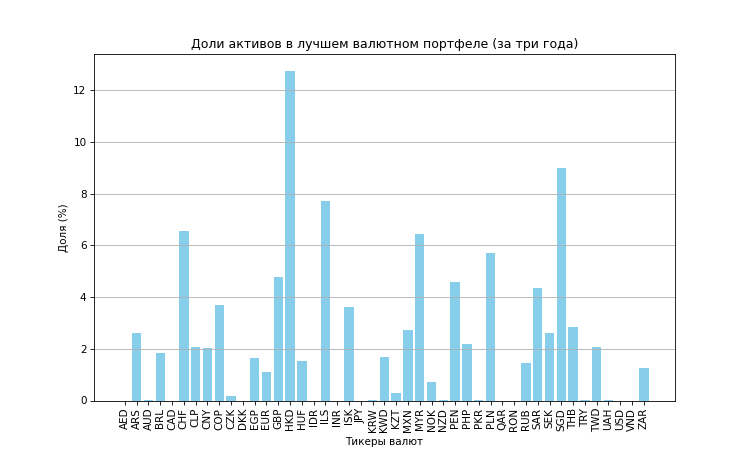 Доли активов в лучшем валютном портфеле (за три года)
Доля (%)
12
10
8
6
4
2
0
AED ARS AUD BRL CAD CHF CLP CNY COP CZK DKK EGP EUR GBP HKD HUF IDR ILS INR ISK JPY KRW KWD KZT MXN MYR NOK NZD PEN PHP PKR PLN QAR RON RUB SAR SEK SGD THB TRY TWD UAH USD VND ZAR
Тикеры валют